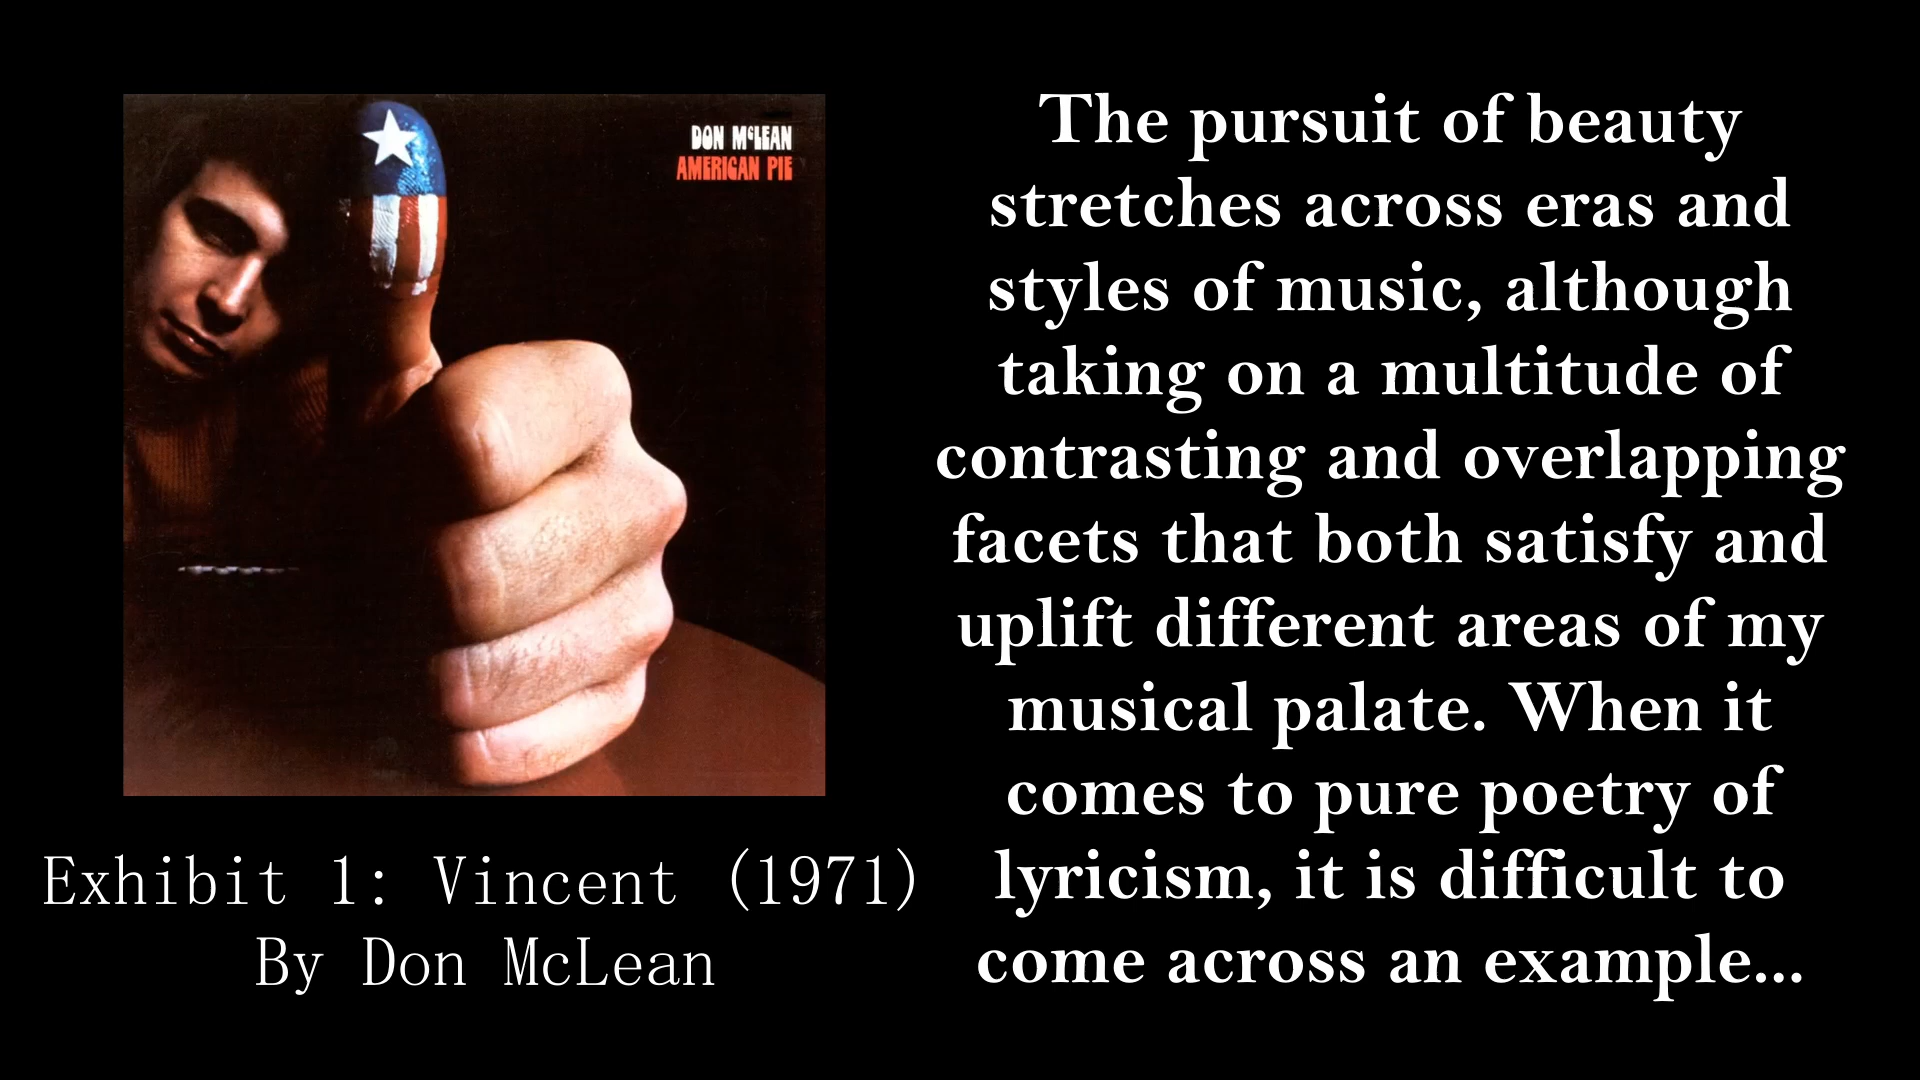 DON McLEAN
AMERICAN PIE
Exhibit 1: Vincent (1971)
By Don McLean
The pursuit of beauty
stretches across eras and
styles of music, although
taking on a multitude of
contrasting and overlapping
facets that both satisfy and
uplift different areas of my
musical palate. When it
comes to pure poetry of
lyricism, it is difficult to
come across an example...